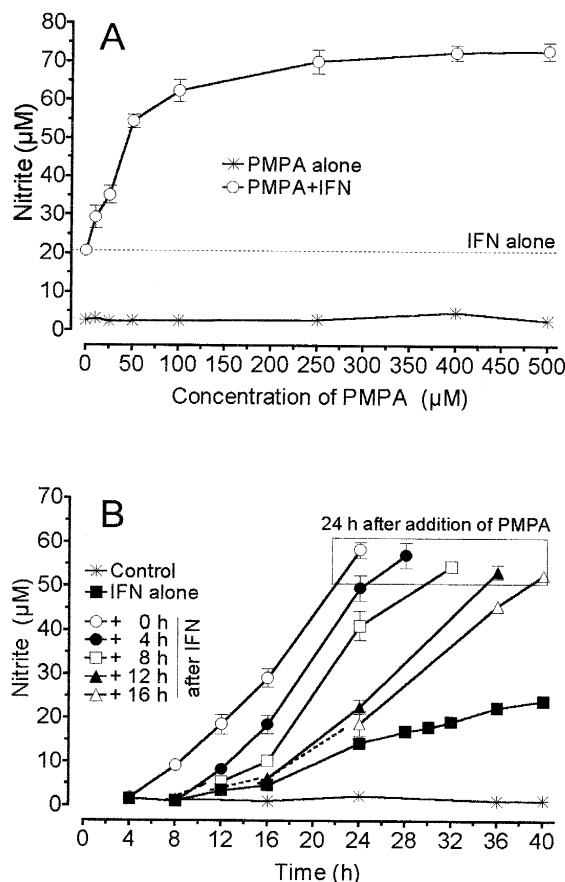 80
A
70
60
50
40
30
20
10
0
Nitrite (µM)
PMPA alone
PMPA+IFN
IFN alone
0 50 100 150 200 250 300 350 400 450 500
Concentration of PMPA (µM)
70
B
60
50
40
30
20
10
0
Nitrite (µM)
24 h after addition of PMPA
Control
IFN alone
+ 0 h
+ 4 h
+ 8 h
+ 12 h
+ 16 h
after IFN
0 4 8 12 16 20 24 28 32 36 40
Time (h)